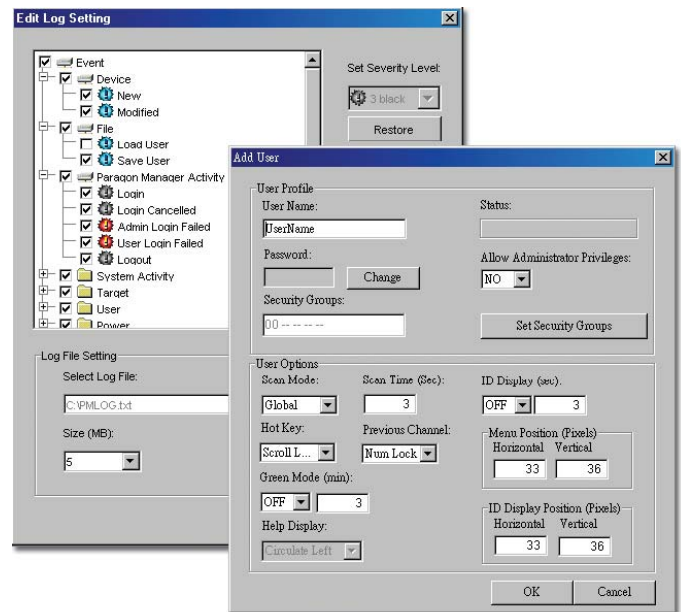 Edit Log Setting
Event
Device
New
Modified
File
Load User
Save User
Paragon Manager Activity
Login
Login Cancelled
Admin Login Failed
User Login Failed
Logout
System Activity
Target
User
Power
Set Severity Level:
3 black
Restore
Log File Setting
Select Log File:
C:\PMLOG.txt
Size (MB):
5
Add User
User Profile
User Name:
UserName
Status:
Password:
Change
Allow Administrator Privileges:
NO
Security Groups:
00 -- -- -- --
Set Security Groups
User Options
Scan Mode:
Scan Time (Sec):
ID Display (sec).
Global
3
OFF
3
Hot Key:
Previous Channel:
Scroll L...
Num Lock
Menu Position (Pixels)
Horizontal Vertical
33 36
Green Mode (min):
OFF
3
Help Display:
Circulate Left
ID Display Position (Pixels)
Horizontal Vertical
33 36
OK
Cancel